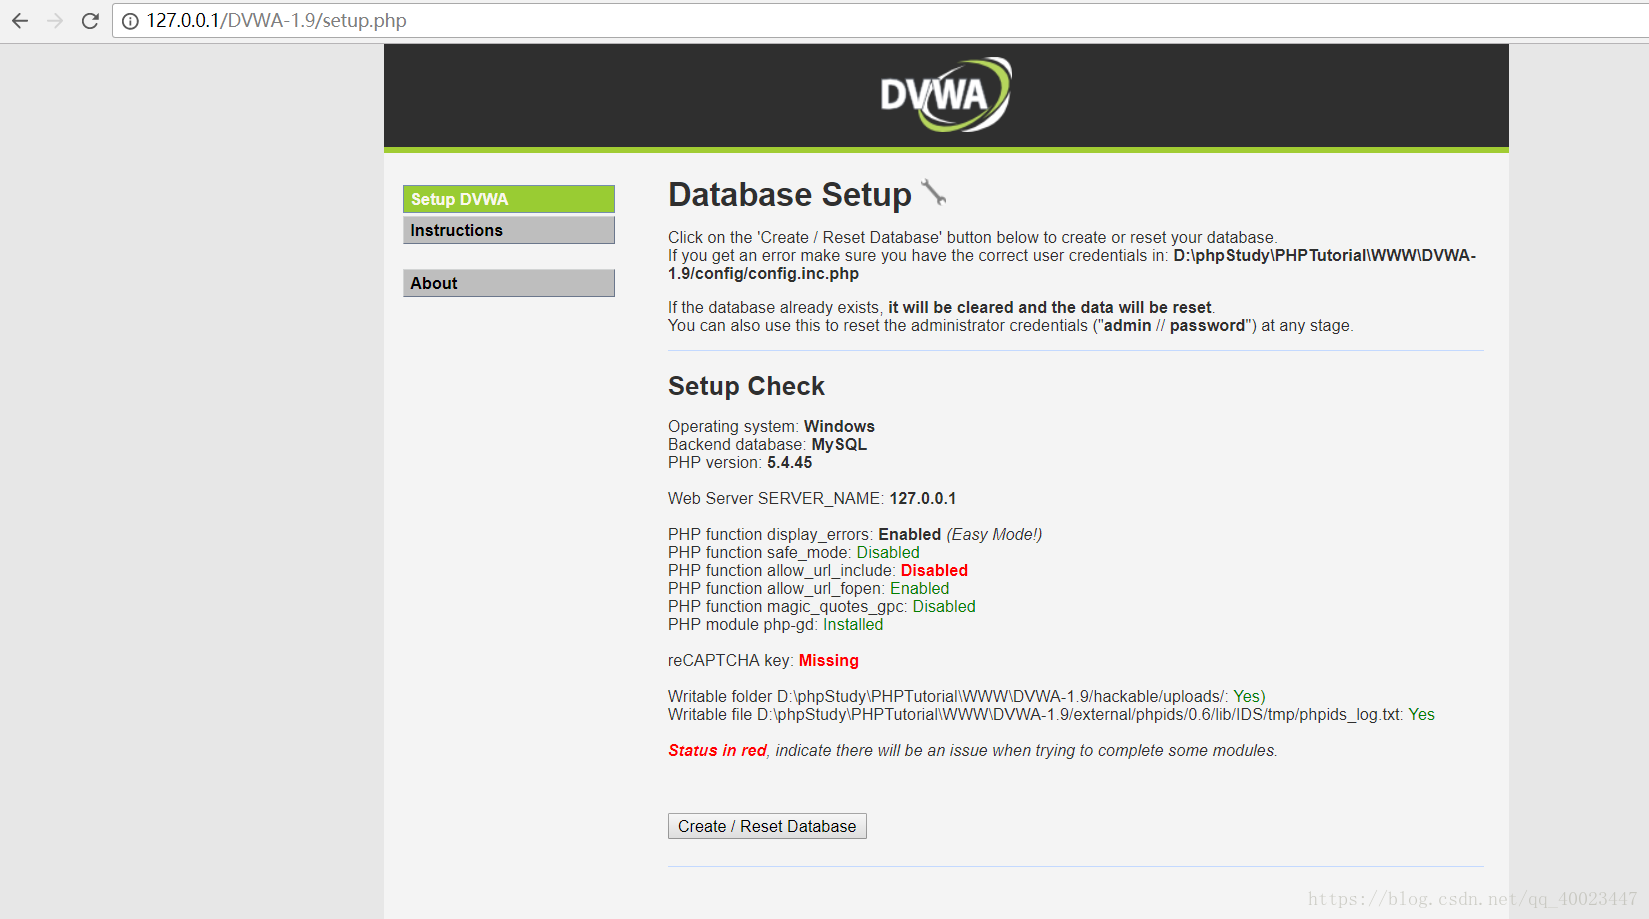 127.0.0.1/DVWA-1.9/setup.php
DVWA
Setup DVWA
Instructions
About
Database Setup
Click on the 'Create / Reset Database' button below to create or reset your database.
If you get an error make sure you have the correct user credentials in: D:\phpStudy\PHPTutorial\WWW\DVWA-
1.9/config/config.inc.php
If the database already exists, it will be cleared and the data will be reset.
You can also use this to reset the administrator credentials ("admin // password") at any stage.
Setup Check
Operating system: Windows
Backend database: MySQL
PHP version: 5.4.45
Web Server SERVER_NAME: 127.0.0.1
PHP function display_errors: Enabled (Easy Mode!)
PHP function safe_mode: Disabled
PHP function allow_url_include: Disabled
PHP function allow_url_fopen: Enabled
PHP function magic_quotes_gpc: Disabled
PHP module php-gd: Installed
reCAPTCHA key: Missing
Writable folder D:\phpStudy\PHPTutorial\WWW\DVWA-1.9/hackable/uploads/: Yes)
Writable file D:\phpStudy\PHPTutorial\WWW\DVWA-1.9/external/phpids/0.6/lib/IDS/tmp/phpids_log.txt: Yes
Status in red, indicate there will be an issue when trying to complete some modules.
Create / Reset Database
https://blog.csdn.net/qq_40023447